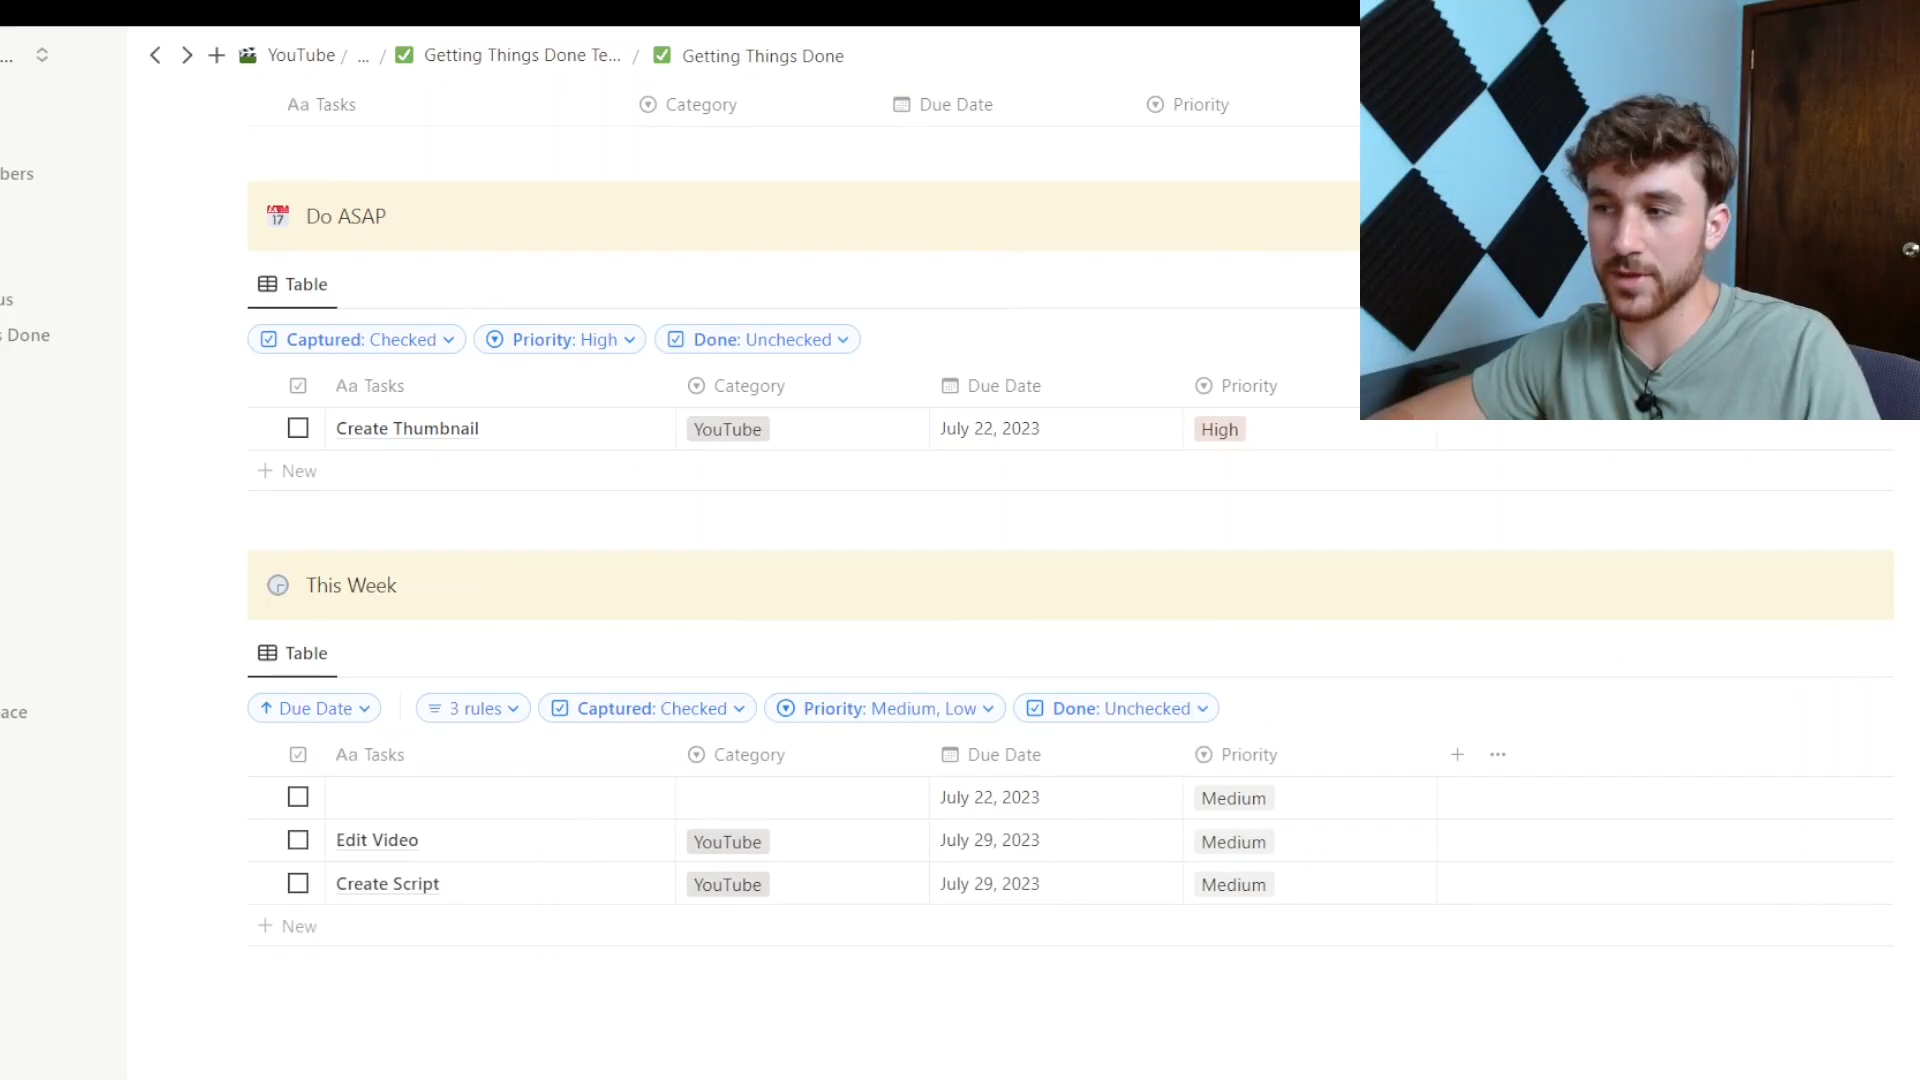 ... YouTube / ... / Getting Things Done Te... / Getting Things Done
Aa Tasks Category Due Date Priority
bers
17 Do ASAP
Table
us
s Done
Captured: Checked Priority: High Done: Unchecked
Aa Tasks Category Due Date Priority
Create Thumbnail YouTube July 22, 2023 High
+ New
This Week
Table
ace
↑ Due Date 3 rules Captured: Checked Priority: Medium, Low Done: Unchecked
Aa Tasks Category Due Date Priority + ...
July 22, 2023 Medium
Edit Video YouTube July 29, 2023 Medium
Create Script YouTube July 29, 2023 Medium
+ New